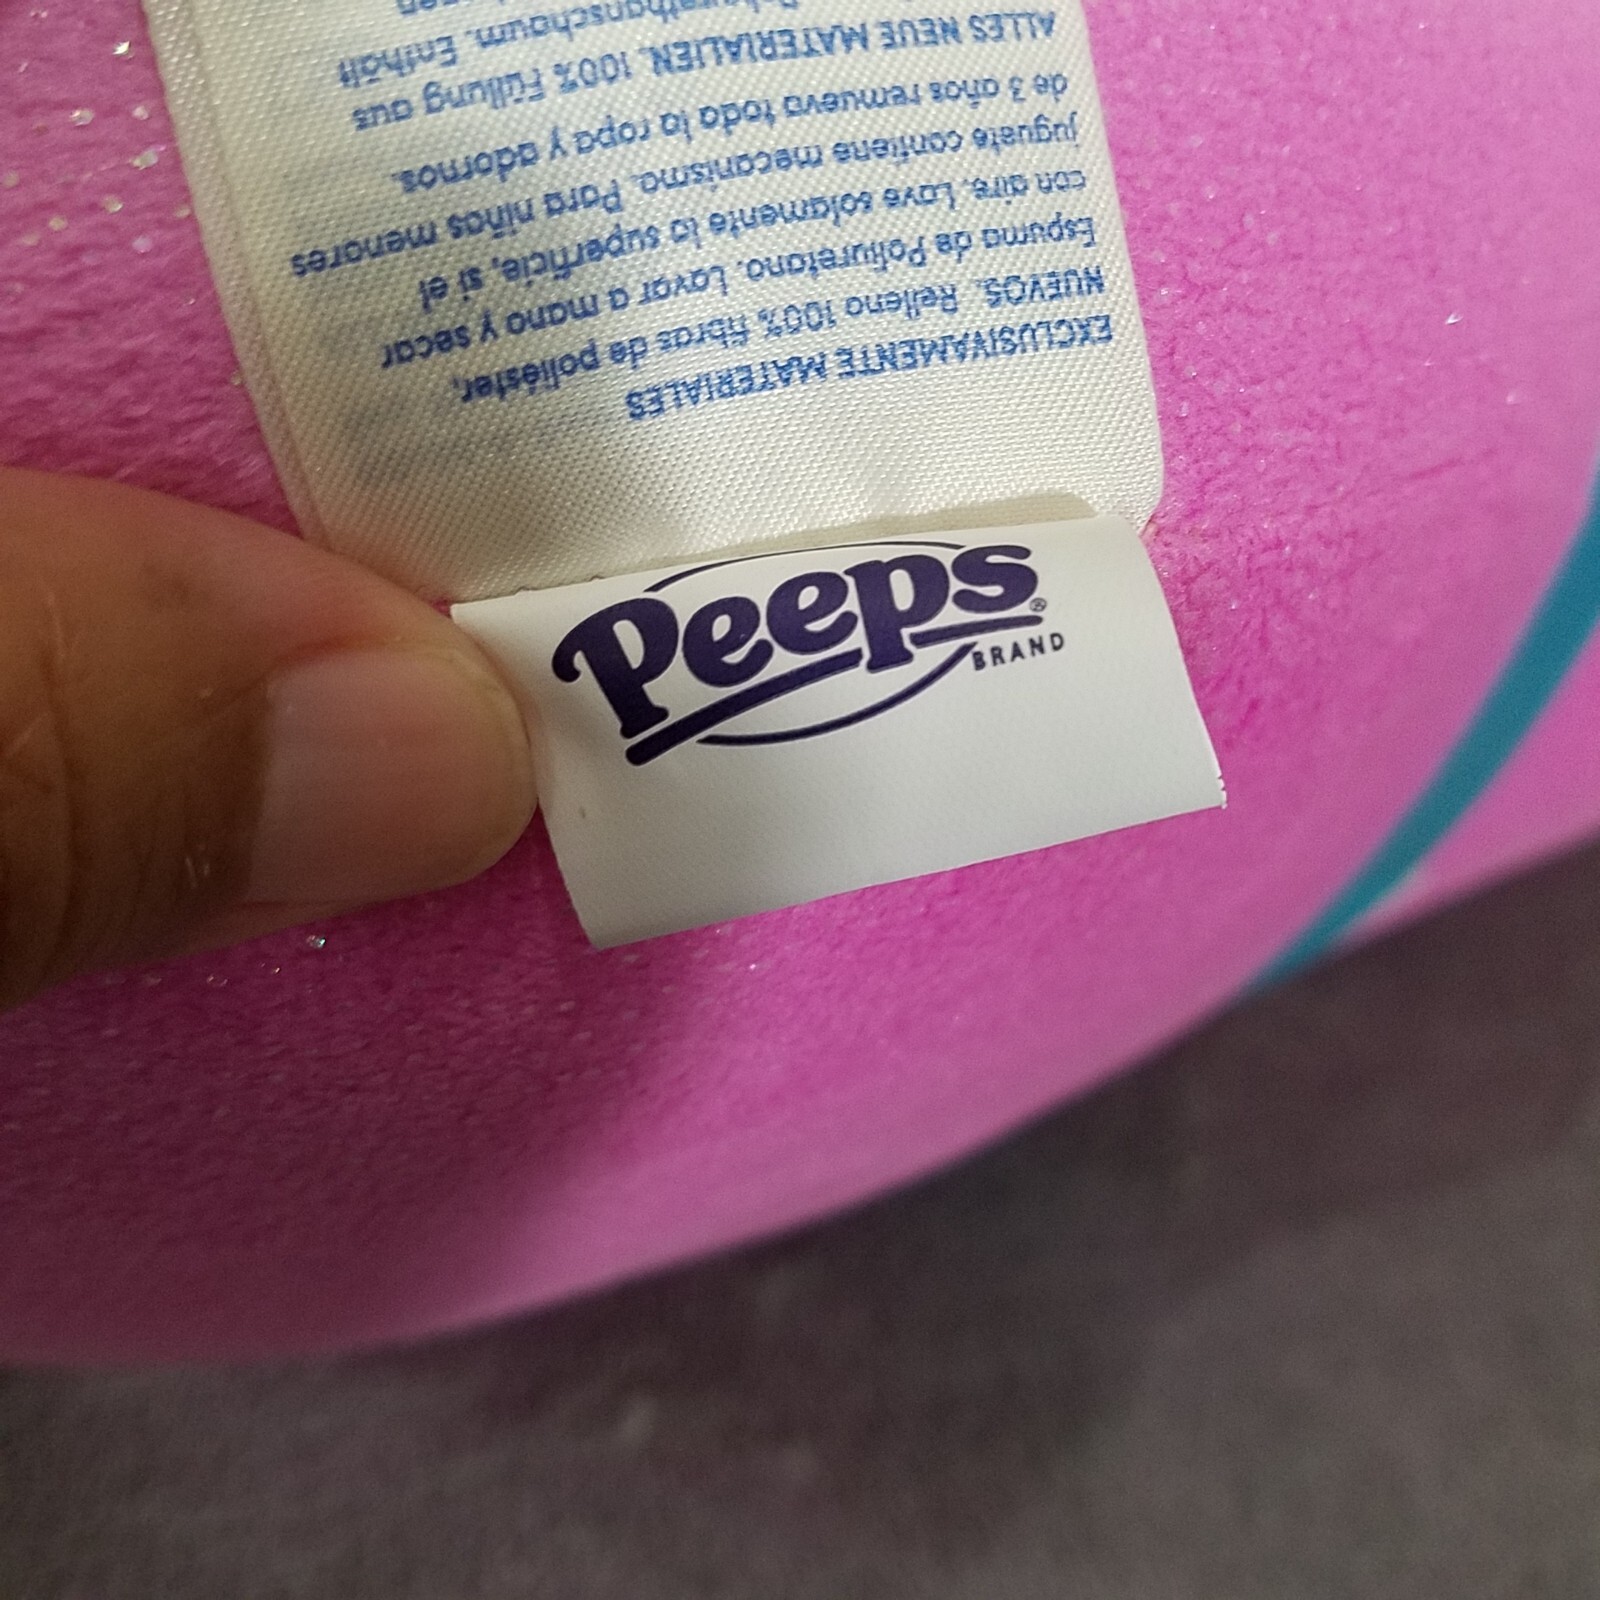 Peeps®
BRAND
EXCLUSIVAMENTE MATERIALES
NUEVOS. Relleno 100% fibras de poliéster,
Espuma de Poliuretano. Lavar a mano y secar
con aire. Lave solamente la superficie, si el
juguete contiene mecanismo. Para niños menores
de 3 años remueva toda la ropa y adornos.
ALLES NEUE MATERIALIEN. 100% Füllung aus
Enthält